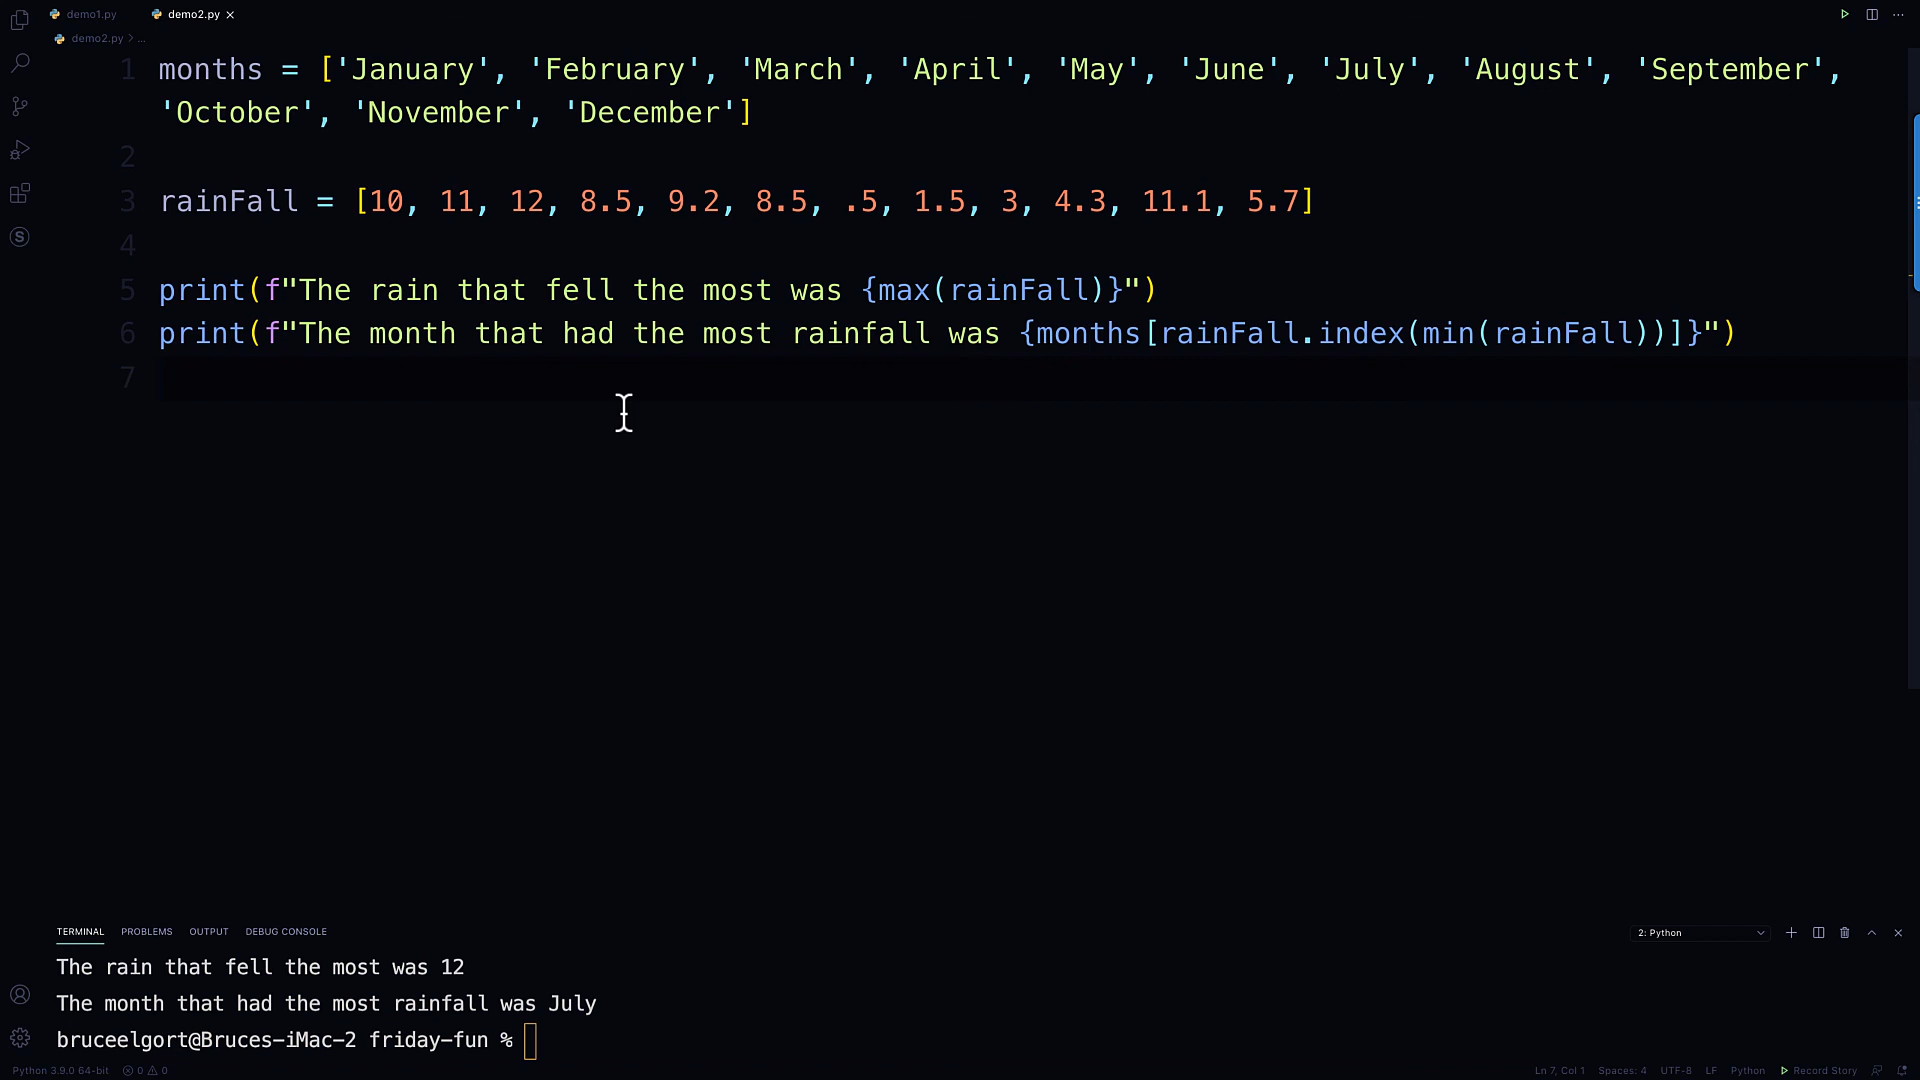 demo1.py
demo2.py
demo2.py > ...
1 months = ['January', 'February', 'March', 'April', 'May', 'June', 'July', 'August', 'September',
'October', 'November', 'December']
2
3 rainFall = [10, 11, 12, 8.5, 9.2, 8.5, .5, 1.5, 3, 4.3, 11.1, 5.7]
4
5 print(f"The rain that fell the most was {max(rainFall)}")
6 print(f"The month that had the most rainfall was {months[rainFall.index(min(rainFall))]}")
7
TERMINAL PROBLEMS OUTPUT DEBUG CONSOLE 2: Python
The rain that fell the most was 12
The month that had the most rainfall was July
bruceelgort@Bruces-iMac-2 friday-fun %
Python 3.9.0 64-bit 0 0 Ln 7, Col 1 Spaces: 4 UTF-8 LF Python Record Story